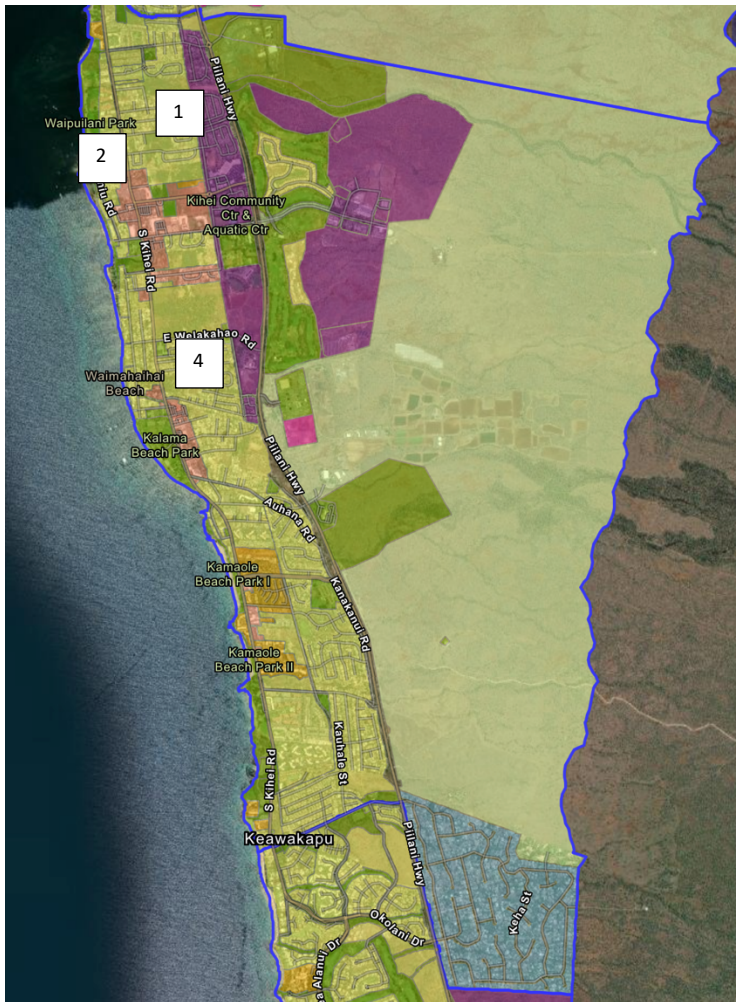 Piilani Hwy
1
Waipuilani Park
2
Kihei Community
Ctr &
Aquatic Ctr
S Kihei Rd
E Welakahao Rd
4
Waimahaihai
Beach
Kalama
Beach Park
Piilani Hwy
Auhana Rd
Kamaole
Beach Park I
Kanakanui Rd
Kamaole
Beach Park II
Kauhale St
S Kihei Rd
Keawakapu
Piilani Hwy
Keha St
Okolani Dr
Alanui Dr